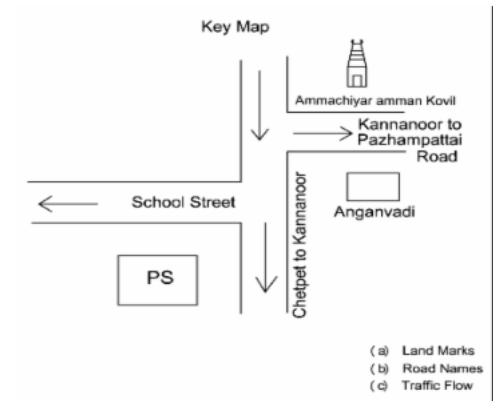 Key Map
Ammachiyar amman Kovil
Kannanoor to
Pazhampattai
Road
School Street
Anganvadi
Chetpet to Kannanoor
PS
( a) Land Marks
( b) Road Names
( c) Traffic Flow